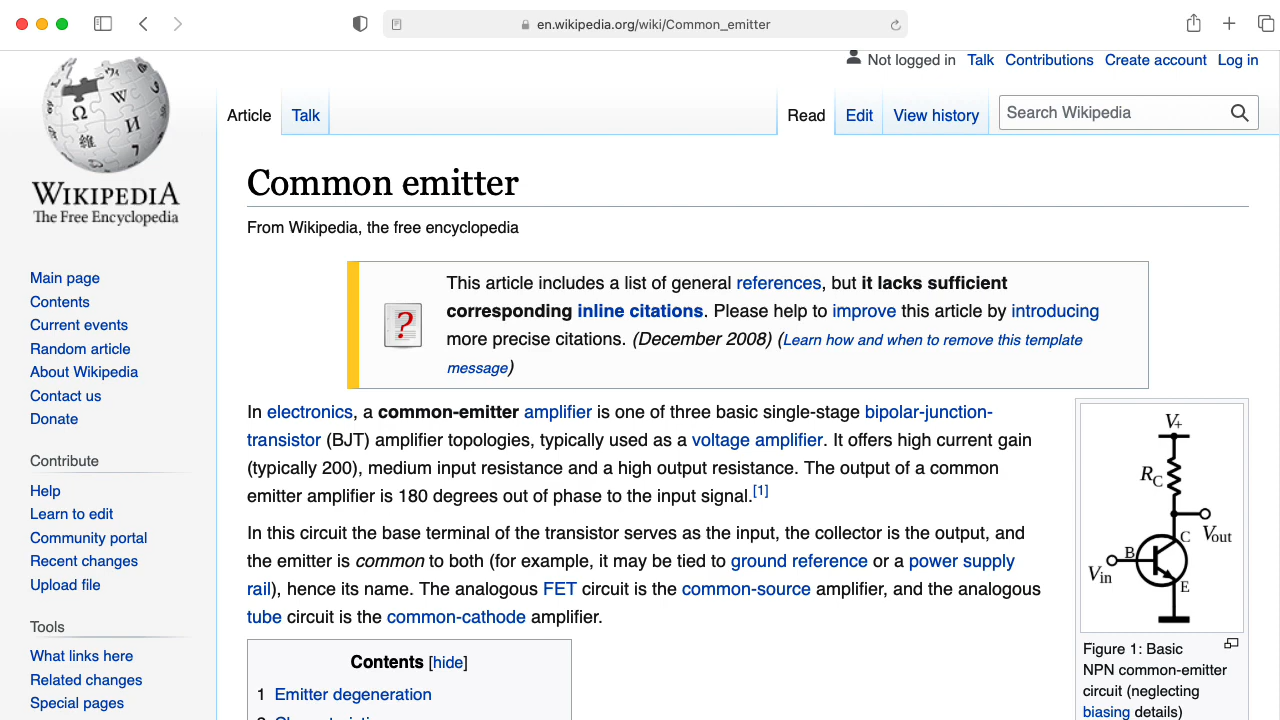 en.wikipedia.org/wiki/Common_emitter
Not logged in Talk Contributions Create account Log in
Article Talk Read Edit View history Search Wikipedia
WIKIPEDIA
The Free Encyclopedia
Main page
Contents
Current events
Random article
About Wikipedia
Contact us
Donate
Contribute
Help
Learn to edit
Community portal
Recent changes
Upload file
Tools
What links here
Related changes
Special pages
Common emitter
From Wikipedia, the free encyclopedia
This article includes a list of general references, but it lacks sufficient
corresponding inline citations. Please help to improve this article by introducing
more precise citations. (December 2008) (Learn how and when to remove this template
message)
In electronics, a common-emitter amplifier is one of three basic single-stage bipolar-junction-
transistor (BJT) amplifier topologies, typically used as a voltage amplifier. It offers high current gain
(typically 200), medium input resistance and a high output resistance. The output of a common
emitter amplifier is 180 degrees out of phase to the input signal.[1]
In this circuit the base terminal of the transistor serves as the input, the collector is the output, and
the emitter is common to both (for example, it may be tied to ground reference or a power supply
rail), hence its name. The analogous FET circuit is the common-source amplifier, and the analogous
tube circuit is the common-cathode amplifier.
Contents [hide]
1 Emitter degeneration
V+
RC
C
Vout
B
Vin
E
Figure 1: Basic
NPN common-emitter
circuit (neglecting
biasing details)